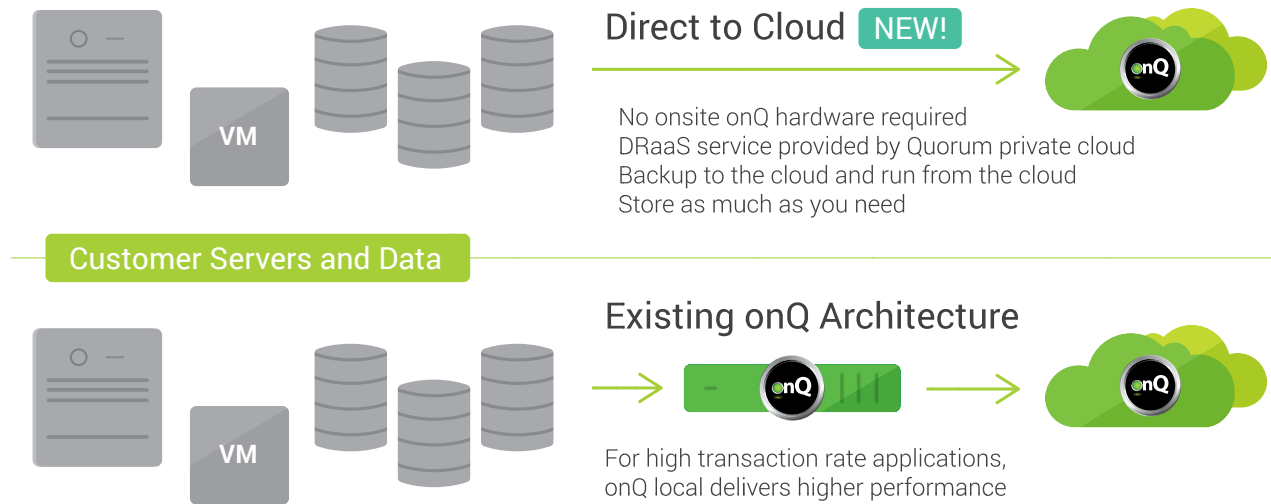 Direct to Cloud NEW!
onQ
VM
No onsite onQ hardware required
DRaaS service provided by Quorum private cloud
Backup to the cloud and run from the cloud
Store as much as you need
Customer Servers and Data
Existing onQ Architecture
onQ
onQ
VM
For high transaction rate applications,
onQ local delivers higher performance